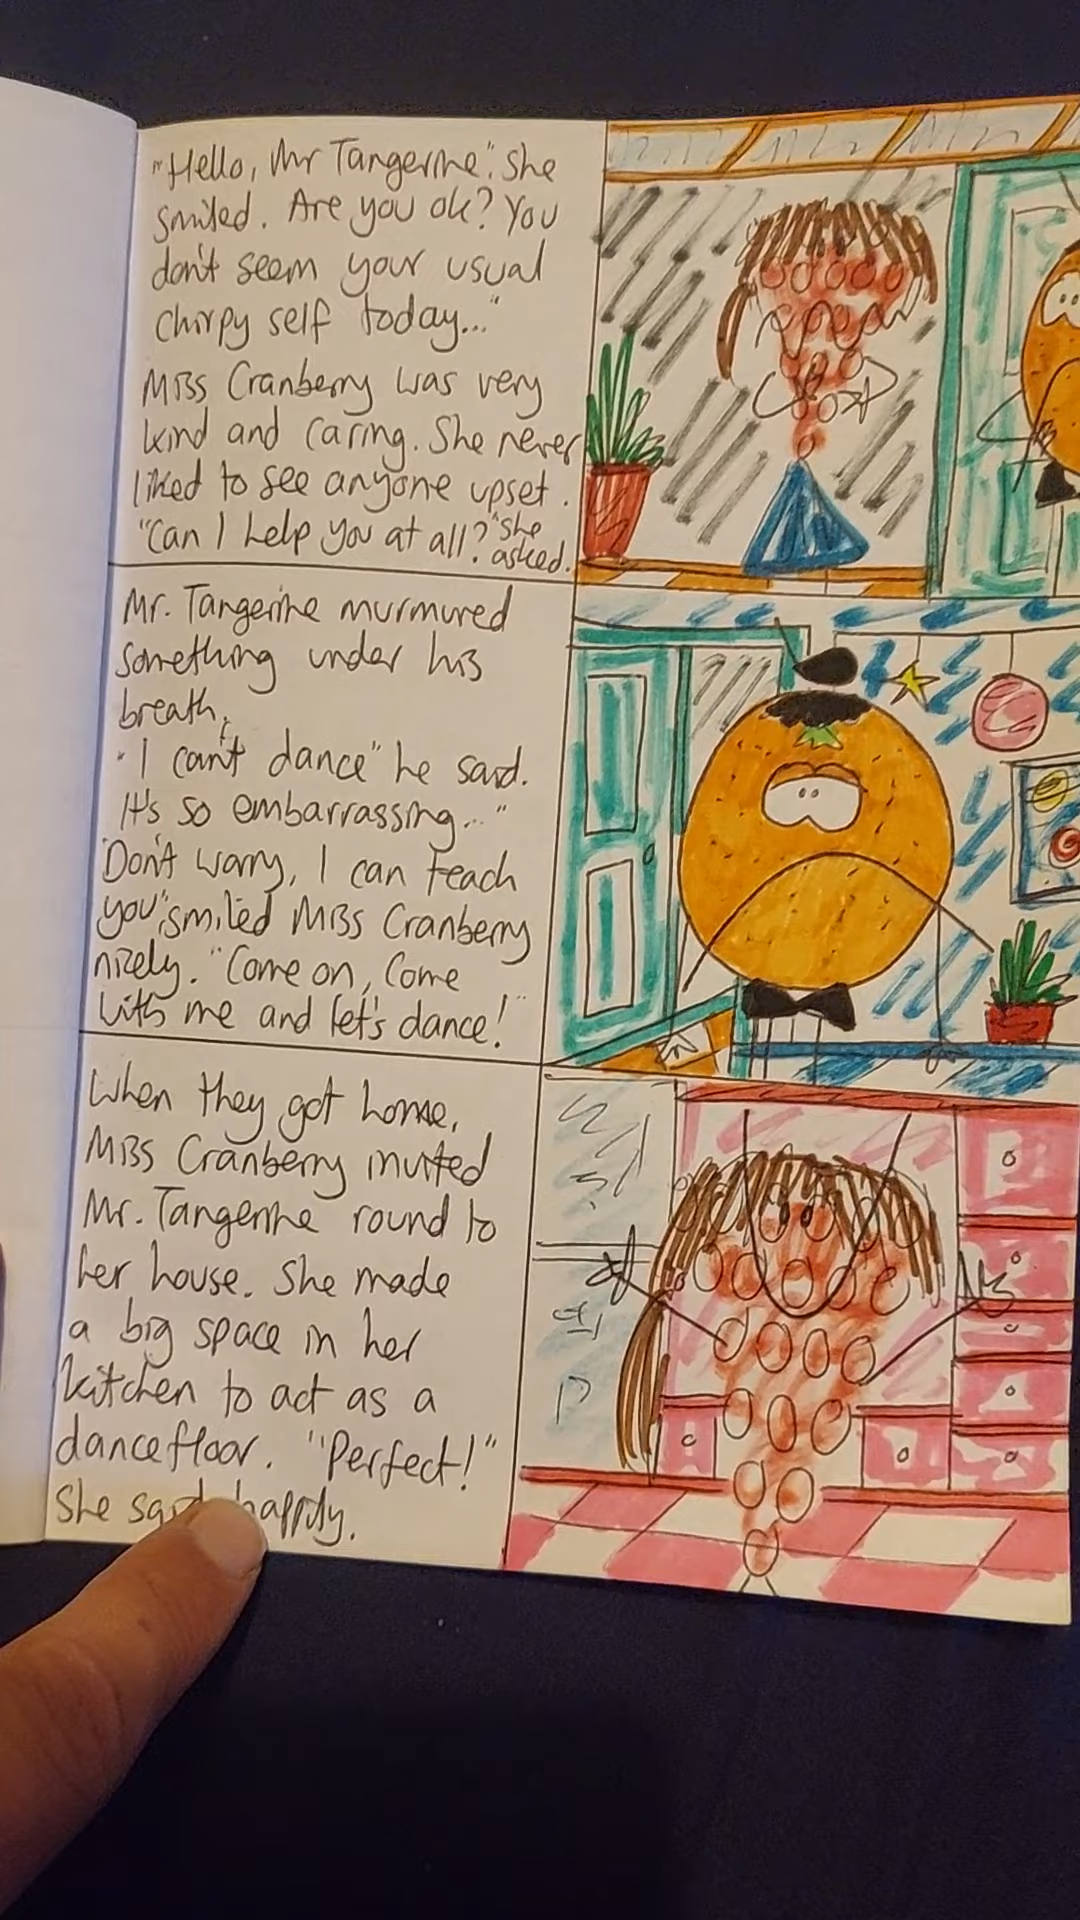 "Hello, Mr Tangerine". She
smiled. Are you ok? You
don't seem your usual
chirpy self today..."
Miss Cranberry was very
kind and caring. She never
liked to see anyone upset.
"Can I help you at all?" she
asked.
Mr. Tangerine murmured
something under his
breath.
"I can't dance" he said.
It's so embarrassing..."
"Don't worry, I can teach
you" smiled Miss Cranberry
nicely. "Come on, Come
with me and let's dance!"
When they got home,
Miss Cranberry invited
Mr. Tangerine round to
her house. She made
a big space in her
kitchen to act as a
dancefloor. "Perfect!"
She said happily.